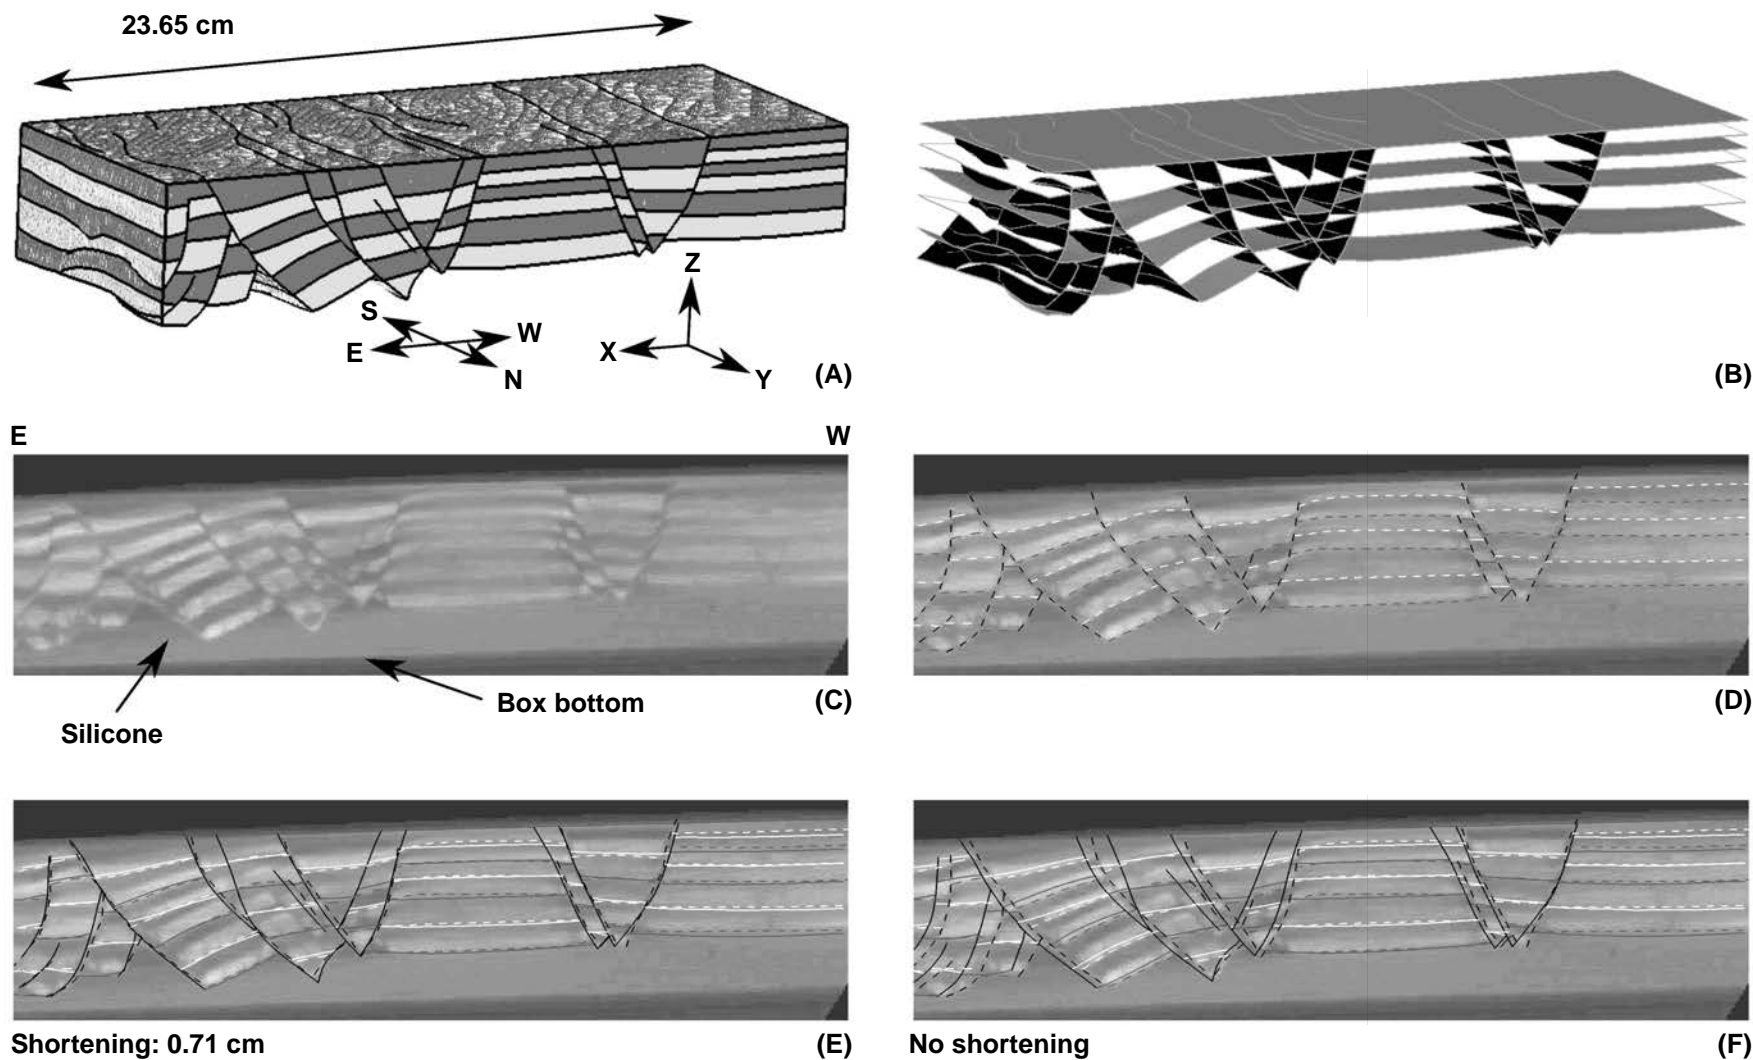 23.65 cm
Z
S
W
E
X
N
Y
(A)
(B)
E
W
Box bottom
(C)
(D)
Silicone
Shortening: 0.71 cm
(E)
No shortening
(F)